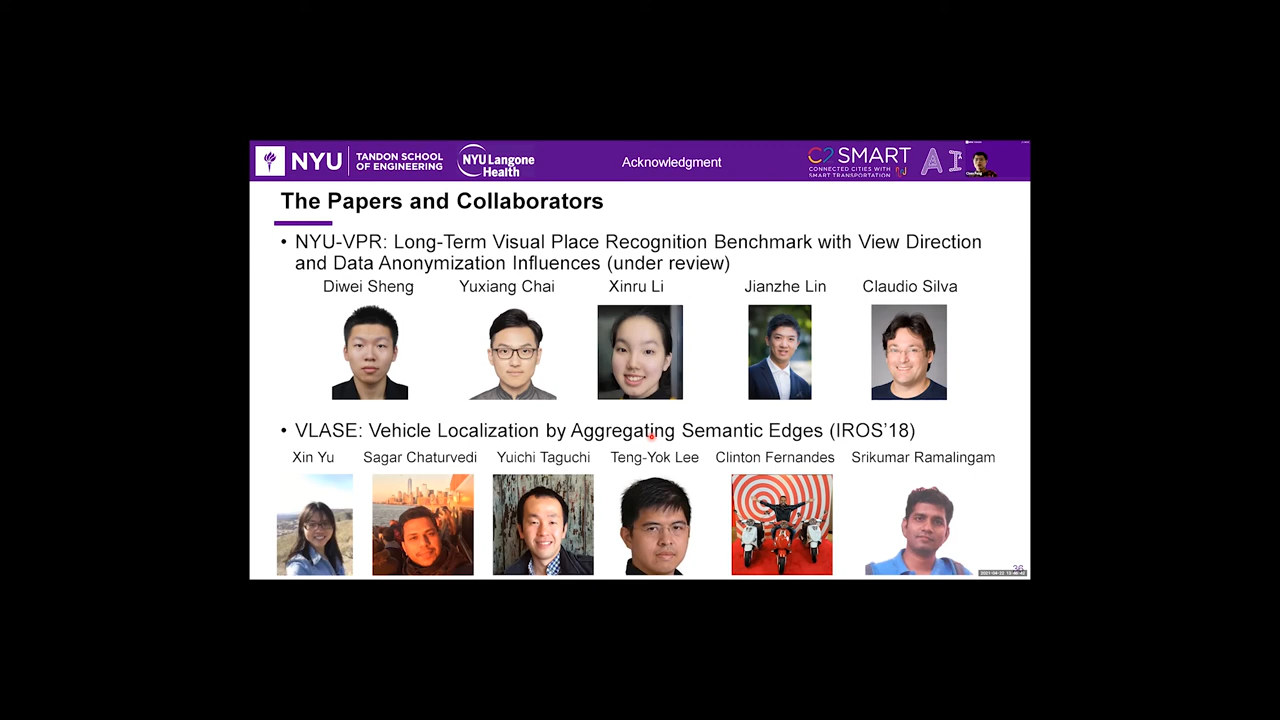 NYU TANDON SCHOOL OF ENGINEERING
NYU Langone Health
Acknowledgment
C2 SMART
CONNECTED CITIES WITH
SMART TRANSPORTATION
AI
The Papers and Collaborators
• NYU-VPR: Long-Term Visual Place Recognition Benchmark with View Direction
and Data Anonymization Influences (under review)
Diwei Sheng Yuxiang Chai Xinru Li Jianzhe Lin Claudio Silva
• VLASE: Vehicle Localization by Aggregating Semantic Edges (IROS’18)
Xin Yu Sagar Chaturvedi Yuichi Taguchi Teng-Yok Lee Clinton Fernandes Srikumar Ramalingam
36